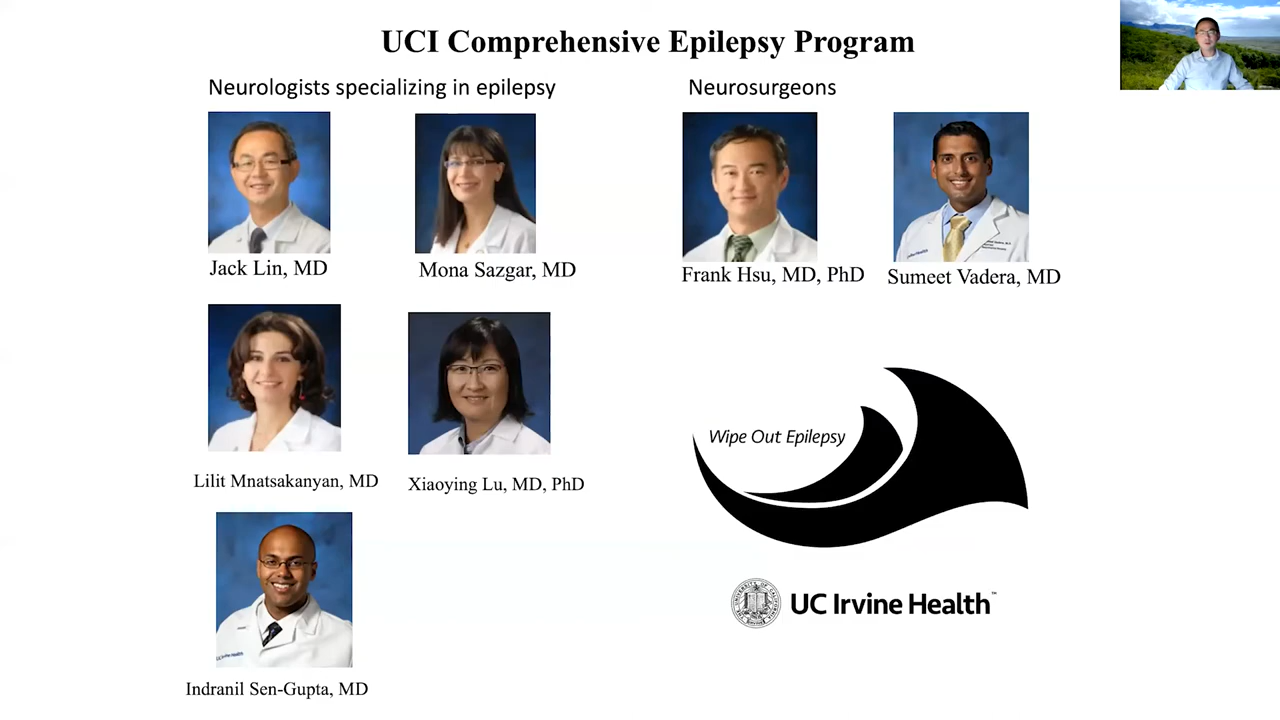 UCI Comprehensive Epilepsy Program
Neurologists specializing in epilepsy
Neurosurgeons
Jack Lin, MD
Mona Sazgar, MD
Frank Hsu, MD, PhD
Sumeet Vadera, MD
Lilit Mnatsakanyan, MD
Xiaoying Lu, MD, PhD
Wipe Out Epilepsy
UC Irvine Health™
Indranil Sen-Gupta, MD